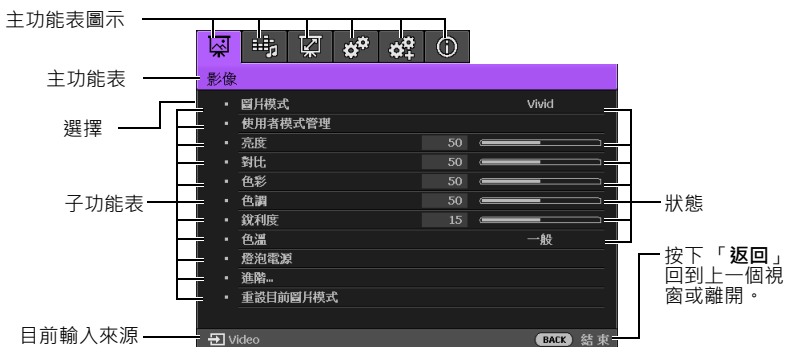 主功能表圖示
主功能表
影像
選擇
圖片模式 Vivid
使用者模式管理
亮度 50
對比 50
色彩 50
子功能表
色調 50
狀態
銳利度 15
色溫 一般
燈泡電源
進階...
重設目前圖片模式
按下「返回」
回到上一個視
窗或離開。
目前輸入來源
Video
BACK 結束